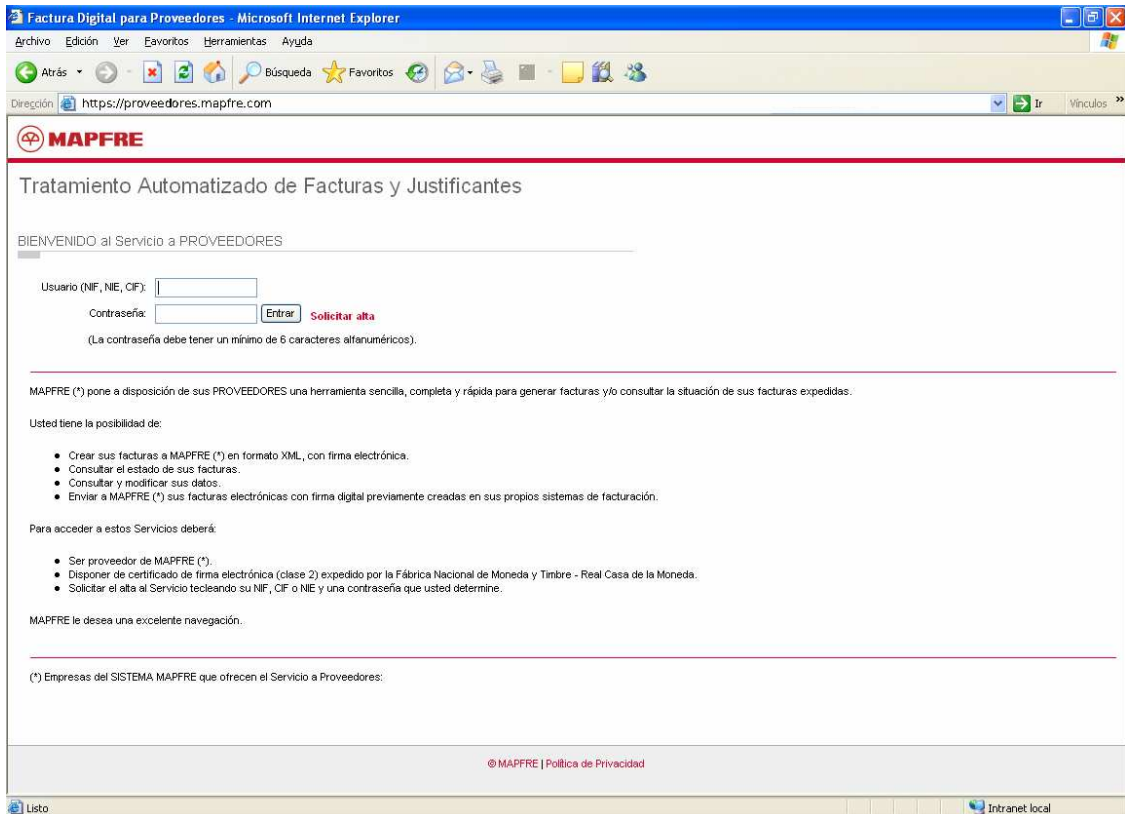 Factura Digital para Proveedores - Microsoft Internet Explorer
Archivo Edición Ver Favoritos Herramientas Ayuda
Atrás Búsqueda Favoritos
Dirección https://proveedores.mapfre.com Ir Vínculos »
MAPFRE
Tratamiento Automatizado de Facturas y Justificantes
BIENVENIDO al Servicio a PROVEEDORES
Usuario (NIF, NIE, CIF):
Contraseña: Entrar Solicitar alta
(La contraseña debe tener un mínimo de 6 caracteres alfanuméricos).
MAPFRE (*) pone a disposición de sus PROVEEDORES una herramienta sencilla, completa y rápida para generar facturas y/o consultar la situación de sus facturas expedidas.
Usted tiene la posibilidad de:
● Crear sus facturas a MAPFRE (*) en formato XML, con firma electrónica.
● Consultar el estado de sus facturas.
● Consultar y modificar sus datos.
● Enviar a MAPFRE (*) sus facturas electrónicas con firma digital previamente creadas en sus propios sistemas de facturación.
Para acceder a estos Servicios deberá:
● Ser proveedor de MAPFRE (*).
● Disponer de certificado de firma electrónica (clase 2) expedido por la Fábrica Nacional de Moneda y Timbre - Real Casa de la Moneda.
● Solicitar el alta al Servicio tecleando su NIF, CIF o NIE y una contraseña que usted determine.
MAPFRE le desea una excelente navegación.
(*) Empresas del SISTEMA MAPFRE que ofrecen el Servicio a Proveedores:
© MAPFRE | Política de Privacidad
Listo Intranet local